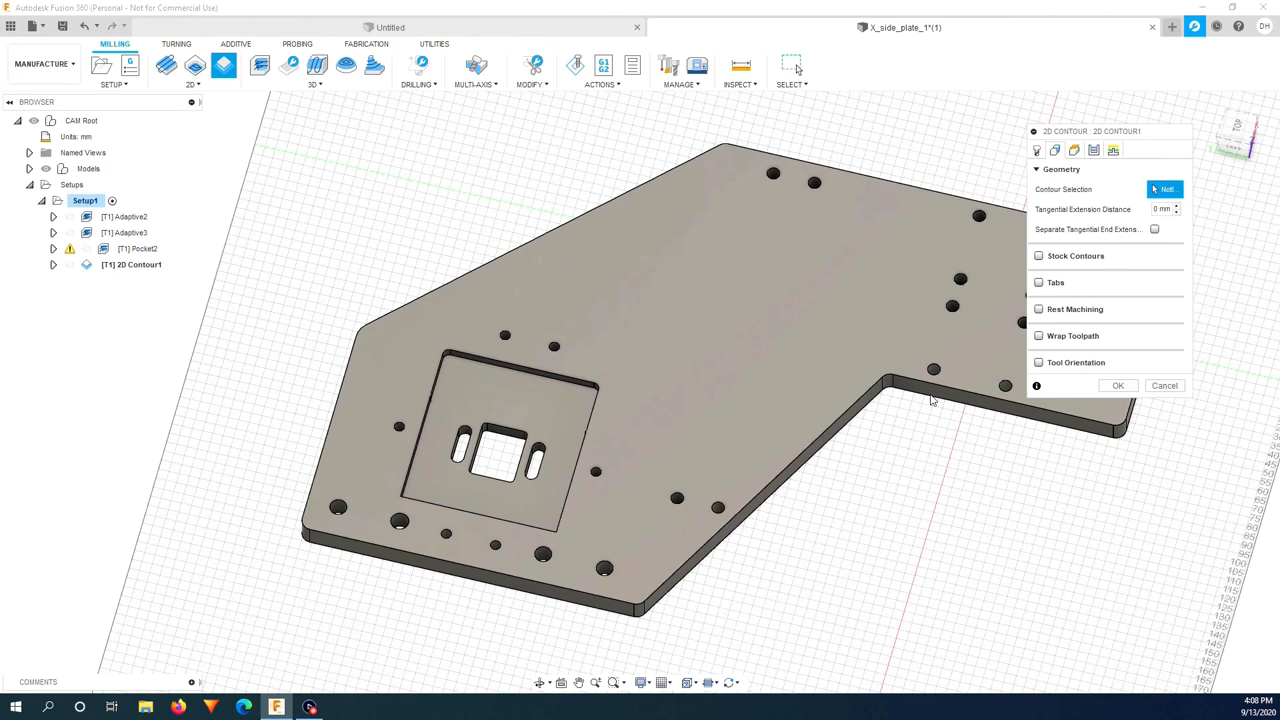 Autodesk Fusion 360 (Personal - Not for Commercial Use)
Untitled
X_side_plate_1*(1)
DH
MILLING TURNING ADDITIVE PROBING FABRICATION UTILITIES
MANUFACTURE
G1
G2
SETUP 2D 3D DRILLING MULTI-AXIS MODIFY ACTIONS MANAGE INSPECT SELECT
BROWSER
CAM Root
Units: mm
Named Views
Models
Setups
Setup1
[T1] Adaptive2
[T1] Adaptive3
[T1] Pocket2
[T1] 2D Contour1
TOP
2D CONTOUR : 2D CONTOUR1
Geometry
Contour Selection Nothi...
Tangential Extension Distance 0 mm
Separate Tangential End Extens...
Stock Contours
Tabs
Rest Machining
Wrap Toolpath
Tool Orientation
OK Cancel
COMMENTS
4:08 PM
9/13/2020